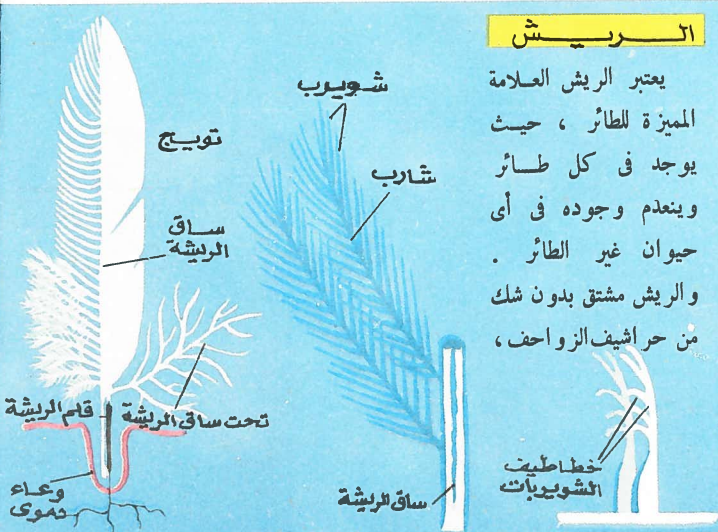 الـــريـــــش
يعتبر الريش العلامة
المميزة للطائر ، حيث
يوجد فى كل طـائر
وينعدم وجوده فى أى
حيوان غير الطائر .
والريش مشتق بدون شك
من حراشيف الزواحف،
شويرب
شارب
تويج
ساق
الريشة
قلم الريشة
تحت ساق الريشة
وعاء
دموى
ساق الريشة
خطاطيف
الشويربات